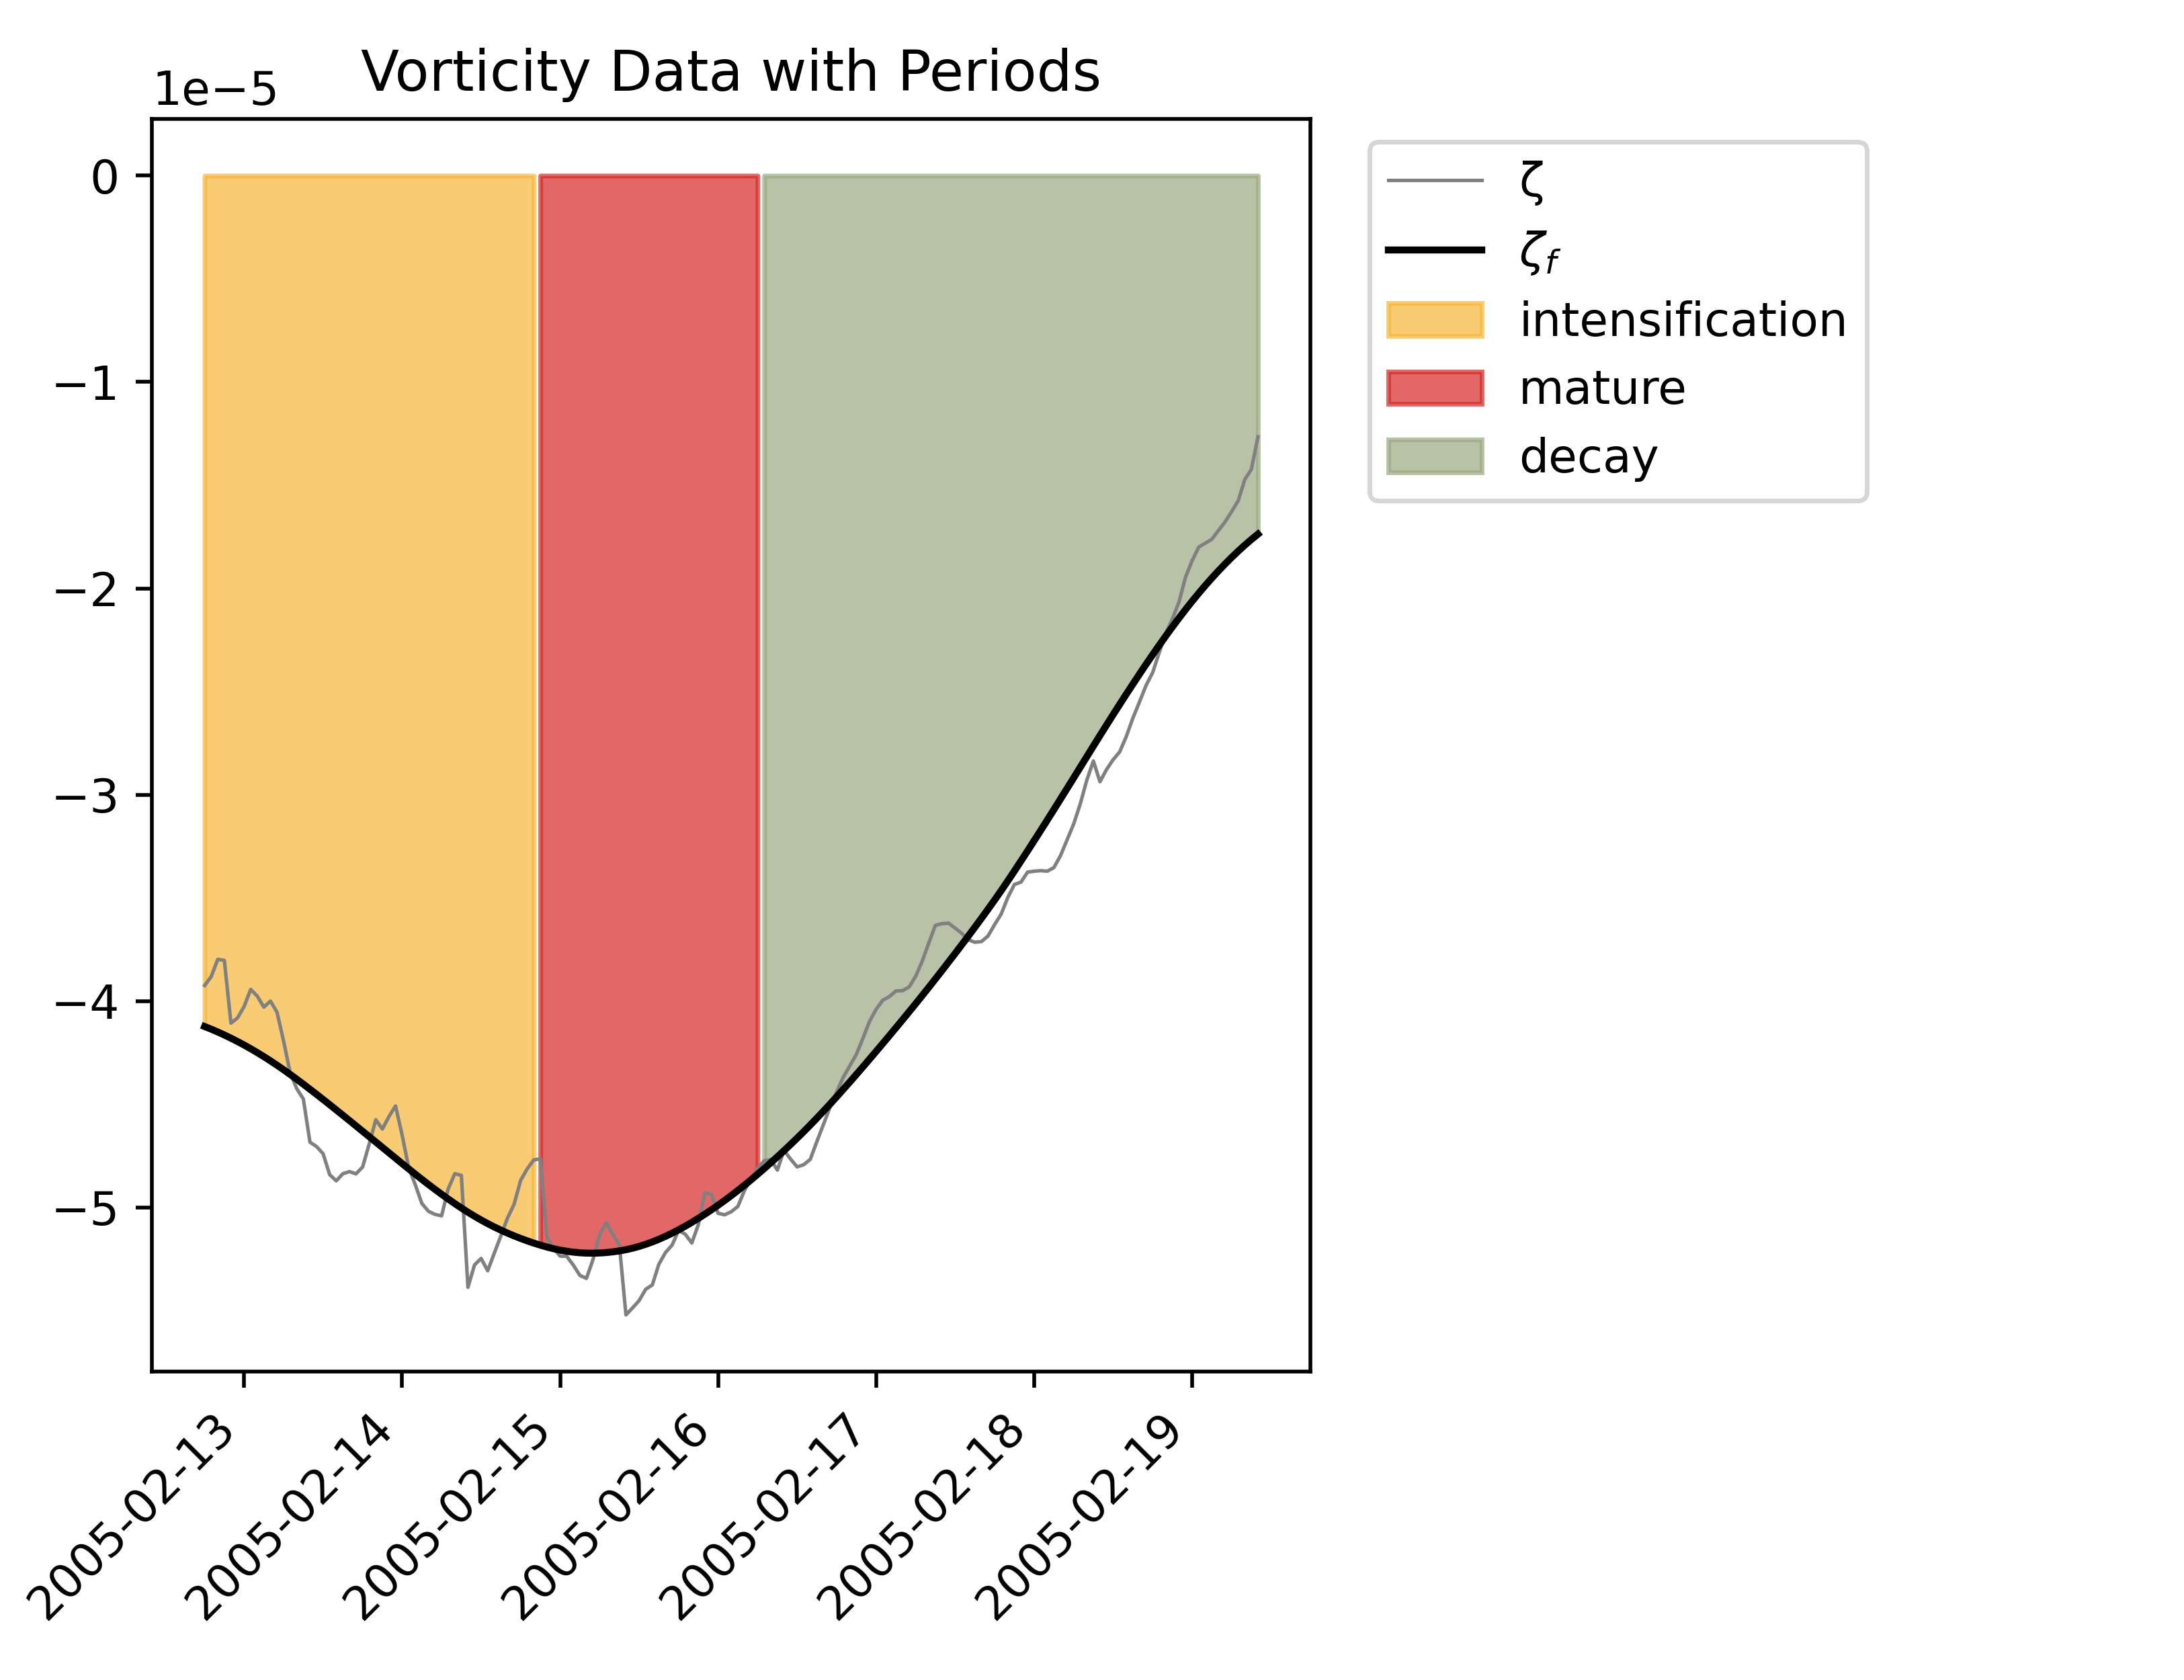 Vorticity Data with Periods
1e−5
0
−1
−2
−3
−4
−5
2005-02-13
2005-02-14
2005-02-15
2005-02-16
2005-02-17
2005-02-18
2005-02-19
ζ
ζf
intensification
mature
decay